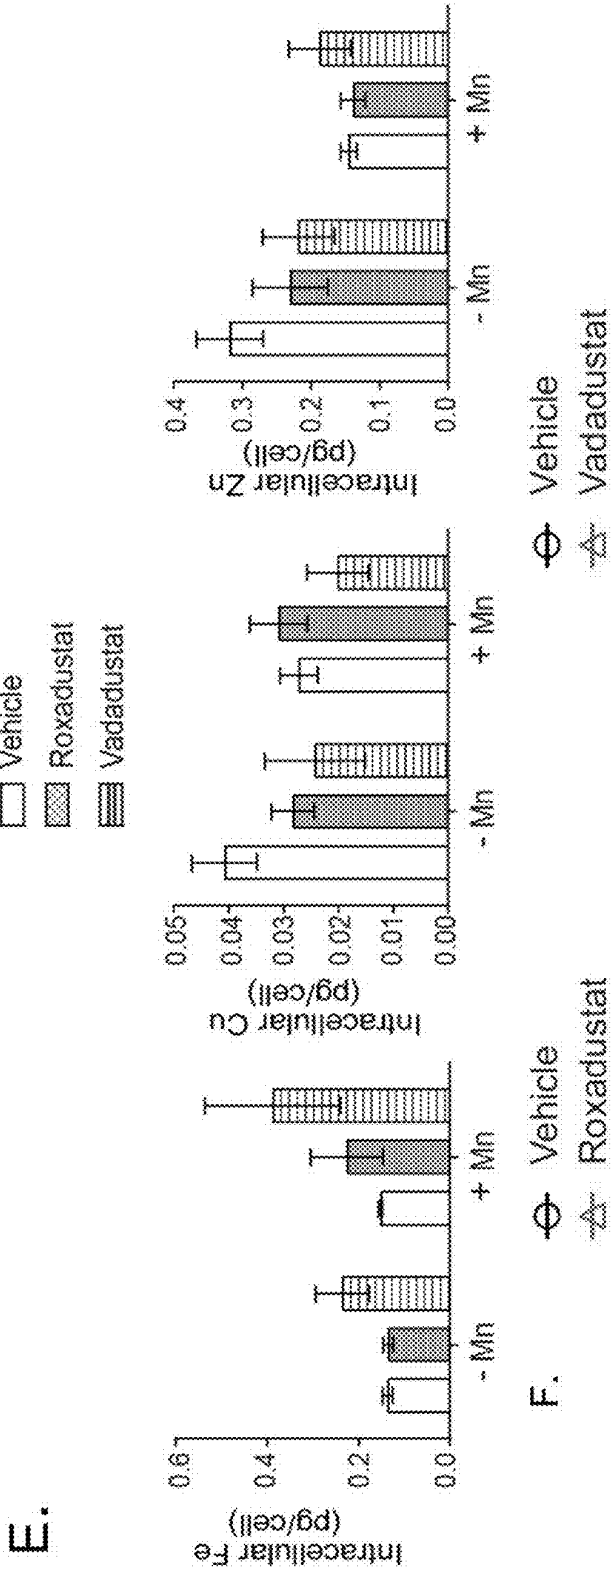 E.
Vehicle
Roxadustat
Vadadustat
Intracellular Fe
(pg/cell)
0.6
0.4
0.2
0.0
- Mn
+ Mn
Intracellular Cu
(pg/cell)
0.05
0.04
0.03
0.02
0.01
0.00
- Mn
+ Mn
Intracellular Zn
(pg/cell)
0.4
0.3
0.2
0.1
0.0
- Mn
+ Mn
F.
Vehicle
Roxadustat
Vehicle
Vadadustat